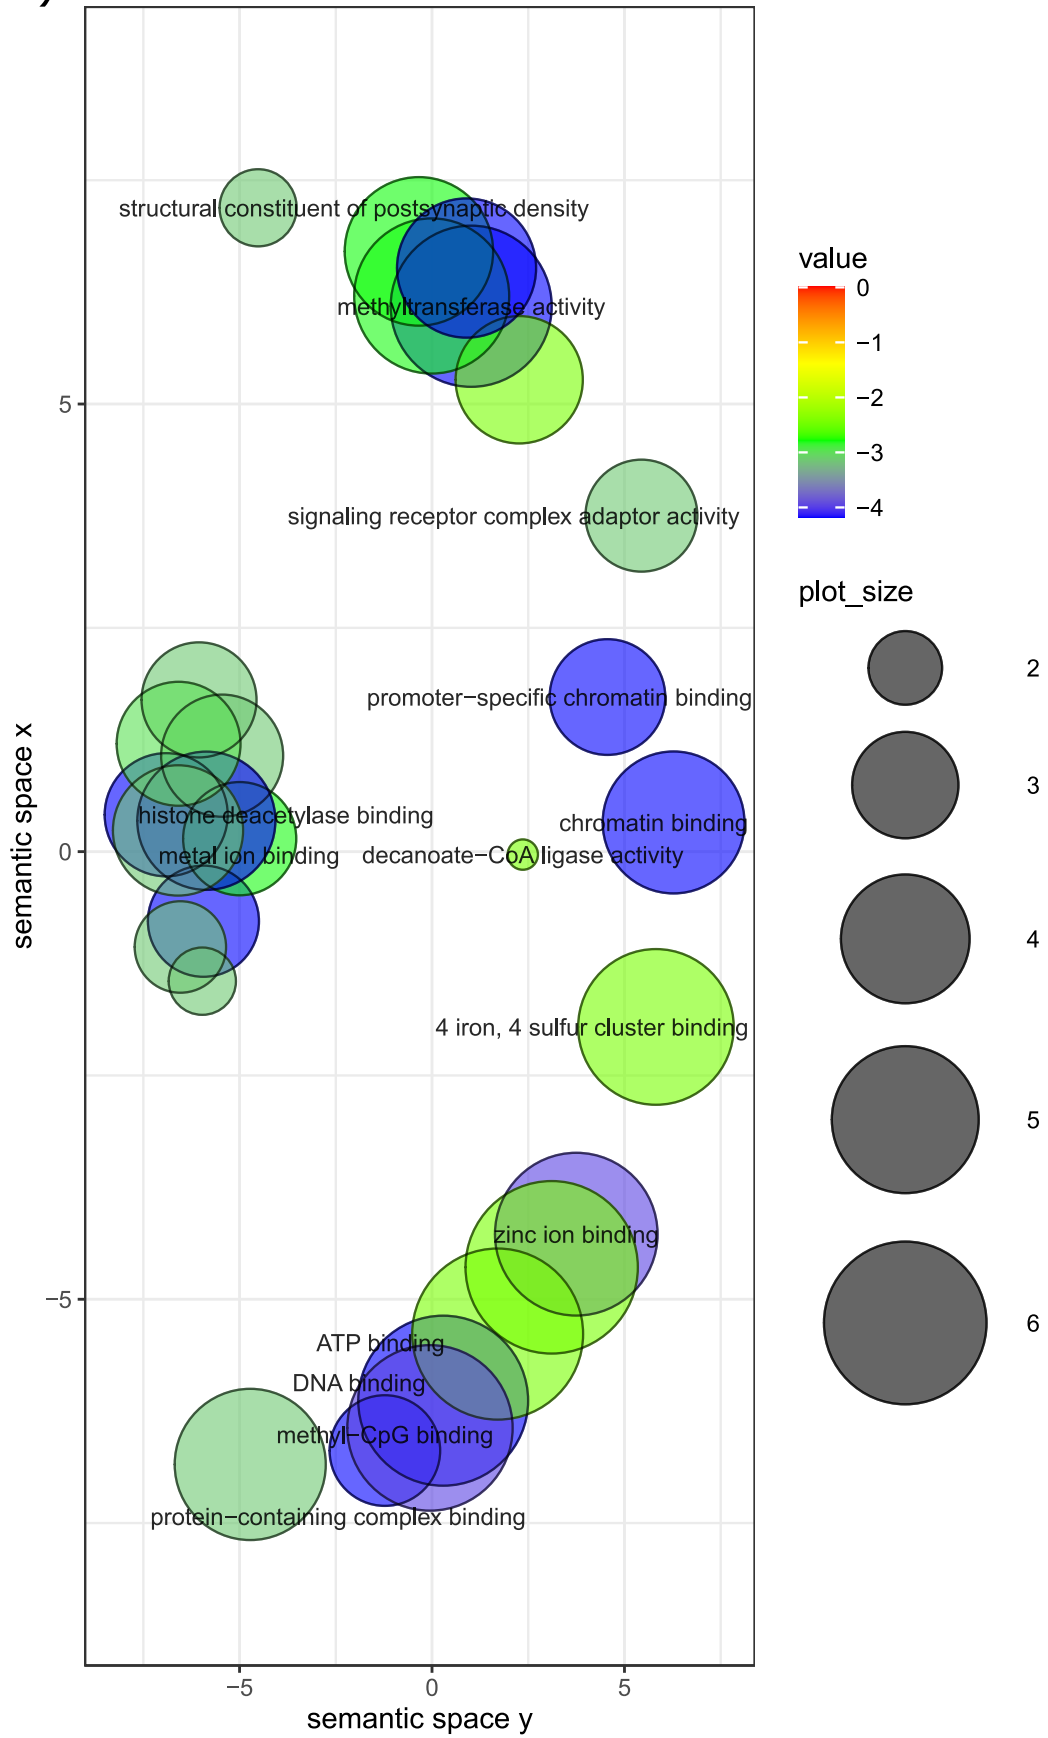 )
structural constituent of postsynaptic density
methyltransferase activity
5
signaling receptor complex adaptor activity
promoter−specific chromatin binding
histone deacetylase binding
chromatin binding
0
metal ion binding
decanoate−CoA ligase activity
4 iron, 4 sulfur cluster binding
zinc ion binding
−5
ATP binding
DNA binding
methyl−CpG binding
protein−containing complex binding
−5
0
5
semantic space y
semantic space x
value
0
−1
−2
−3
−4
plot_size
2
3
4
5
6